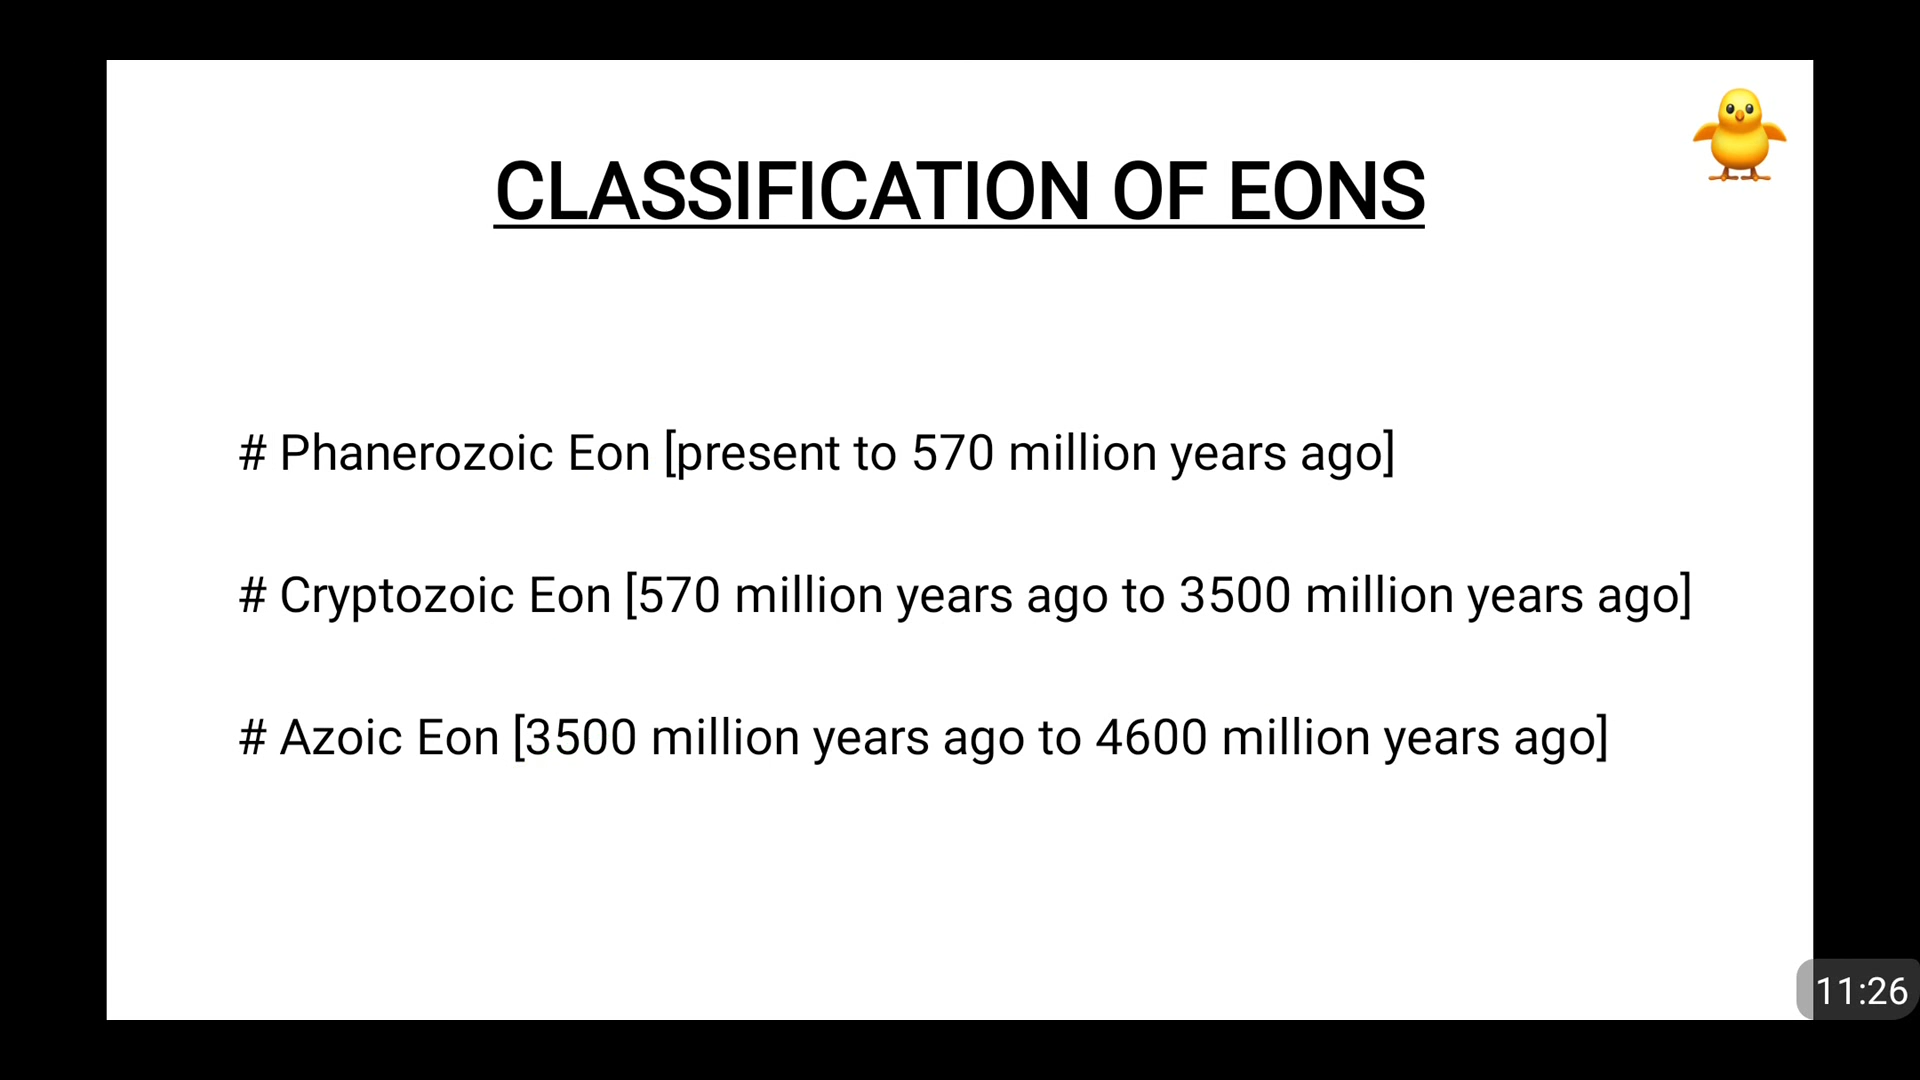 CLASSIFICATION OF EONS
# Phanerozoic Eon [present to 570 million years ago]
# Cryptozoic Eon [570 million years ago to 3500 million years ago]
# Azoic Eon [3500 million years ago to 4600 million years ago]
11:26